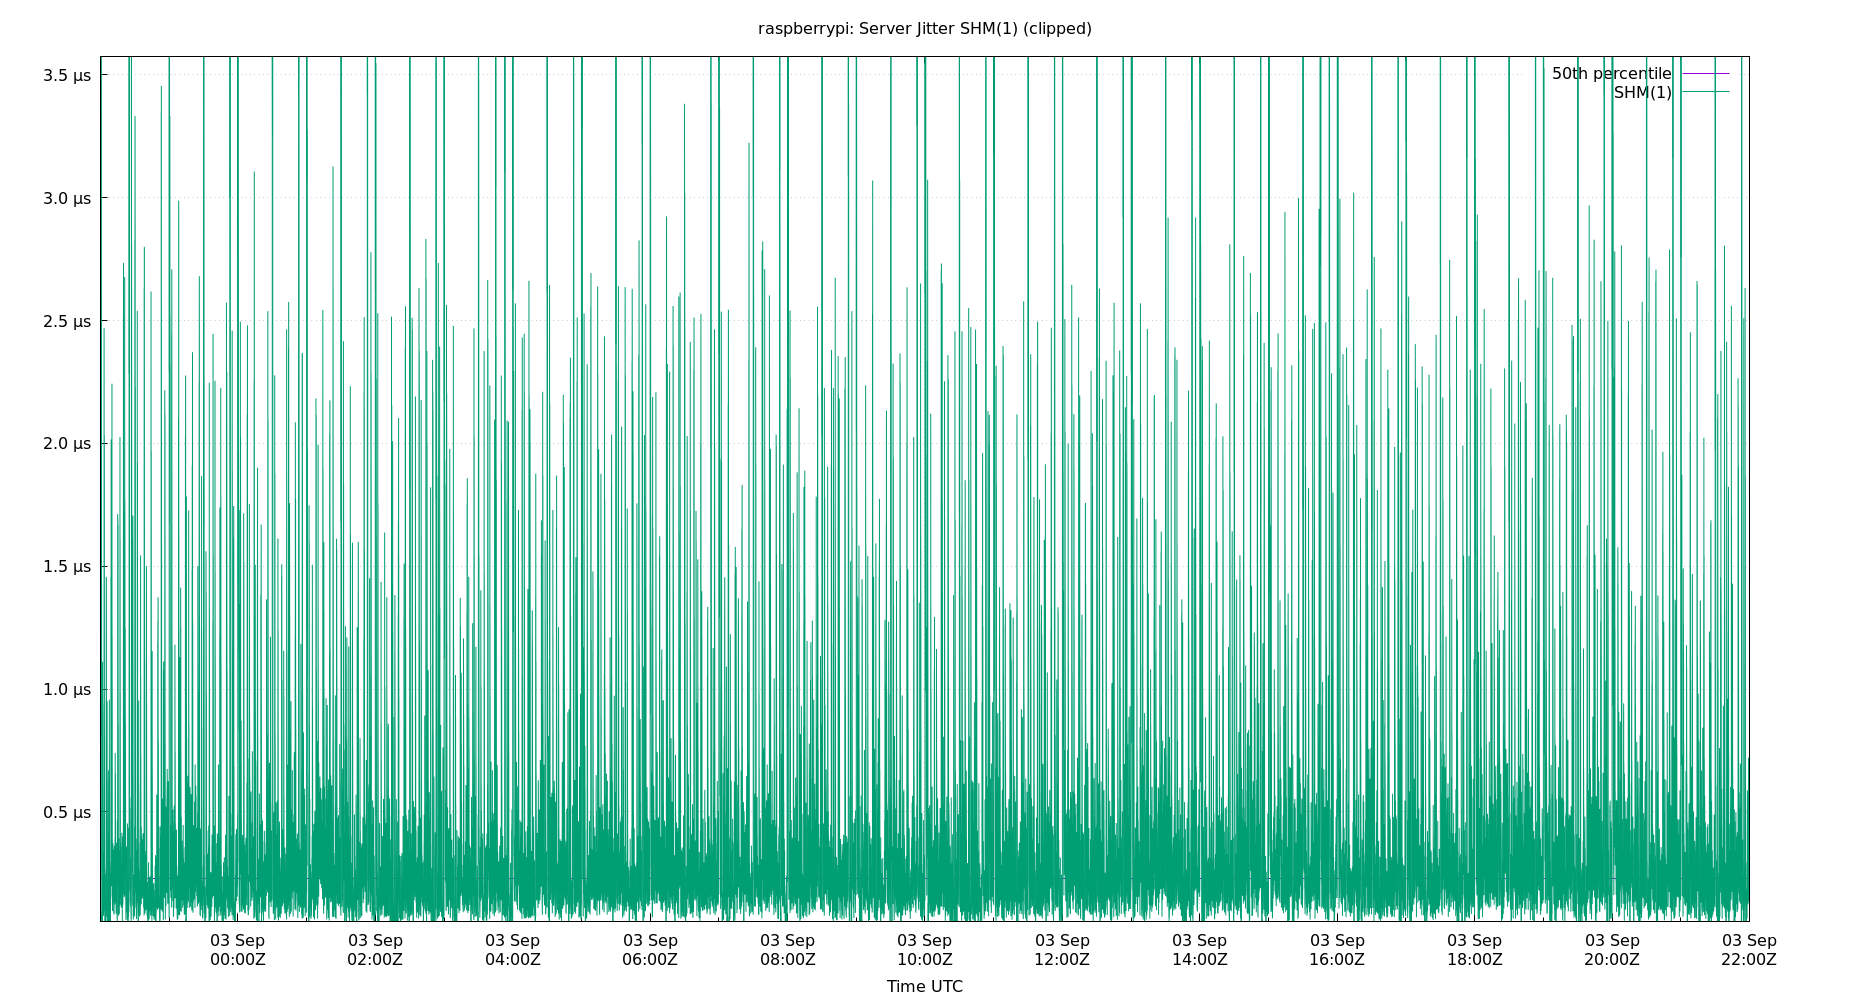 raspberrypi: Server Jitter SHM(1) (clipped)
3.5 µs
3.0 µs
2.5 µs
2.0 µs
1.5 µs
1.0 µs
0.5 µs
50th percentile
SHM(1)
03 Sep 03 Sep 03 Sep 03 Sep 03 Sep 03 Sep 03 Sep 03 Sep 03 Sep 03 Sep 03 Sep 03 Sep
00:00Z 02:00Z 04:00Z 06:00Z 08:00Z 10:00Z 12:00Z 14:00Z 16:00Z 18:00Z 20:00Z 22:00Z
Time UTC